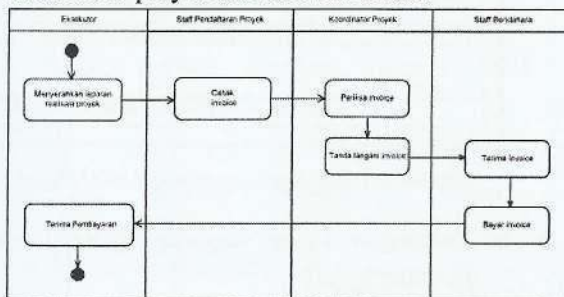 Eksekutor
Staff Pendaftaran Proyek
Koordinator Proyek
Staff Bendahara
Menyerahkan laporan
realisasi proyek
Cetak
invoice
Periksa invoice
Tanda tangani invoice
Terima Invoice
Terima Pembayaran
Bayar invoice